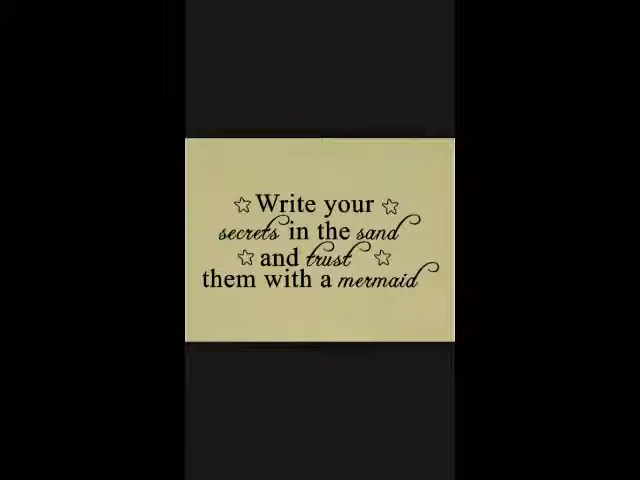 Write your
secrets in the sand
and trust
them with a mermaid